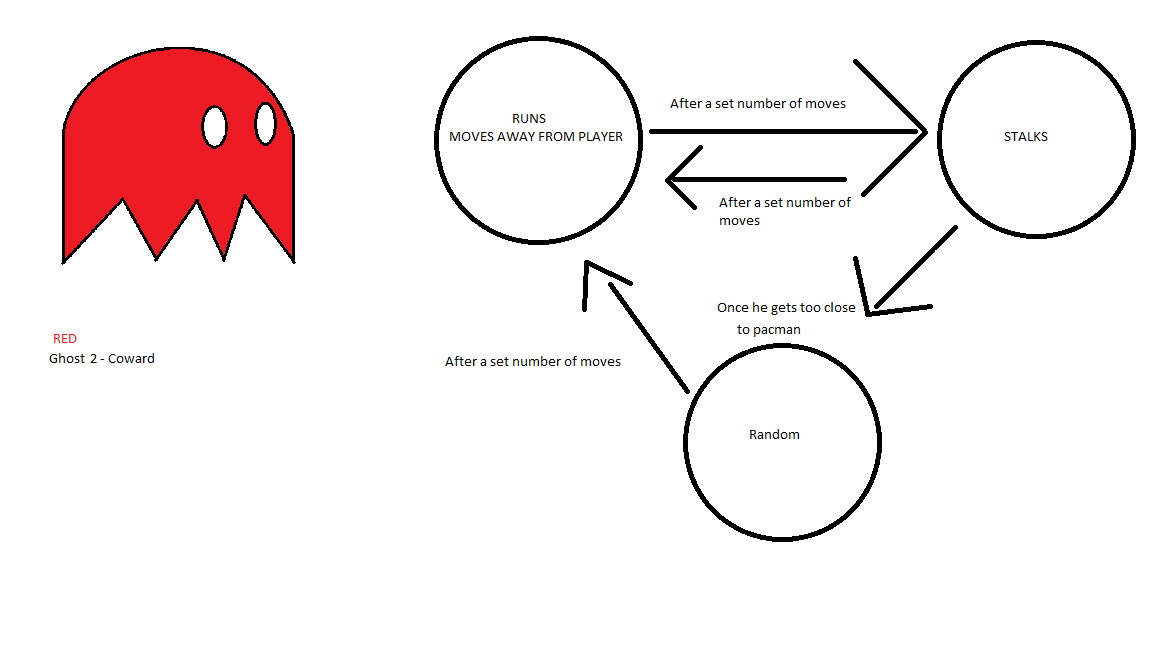 RUNS
MOVES AWAY FROM PLAYER
After a set number of moves
STALKS
After a set number of
moves
Once he gets too close
to pacman
RED
Ghost 2 - Coward
After a set number of moves
Random